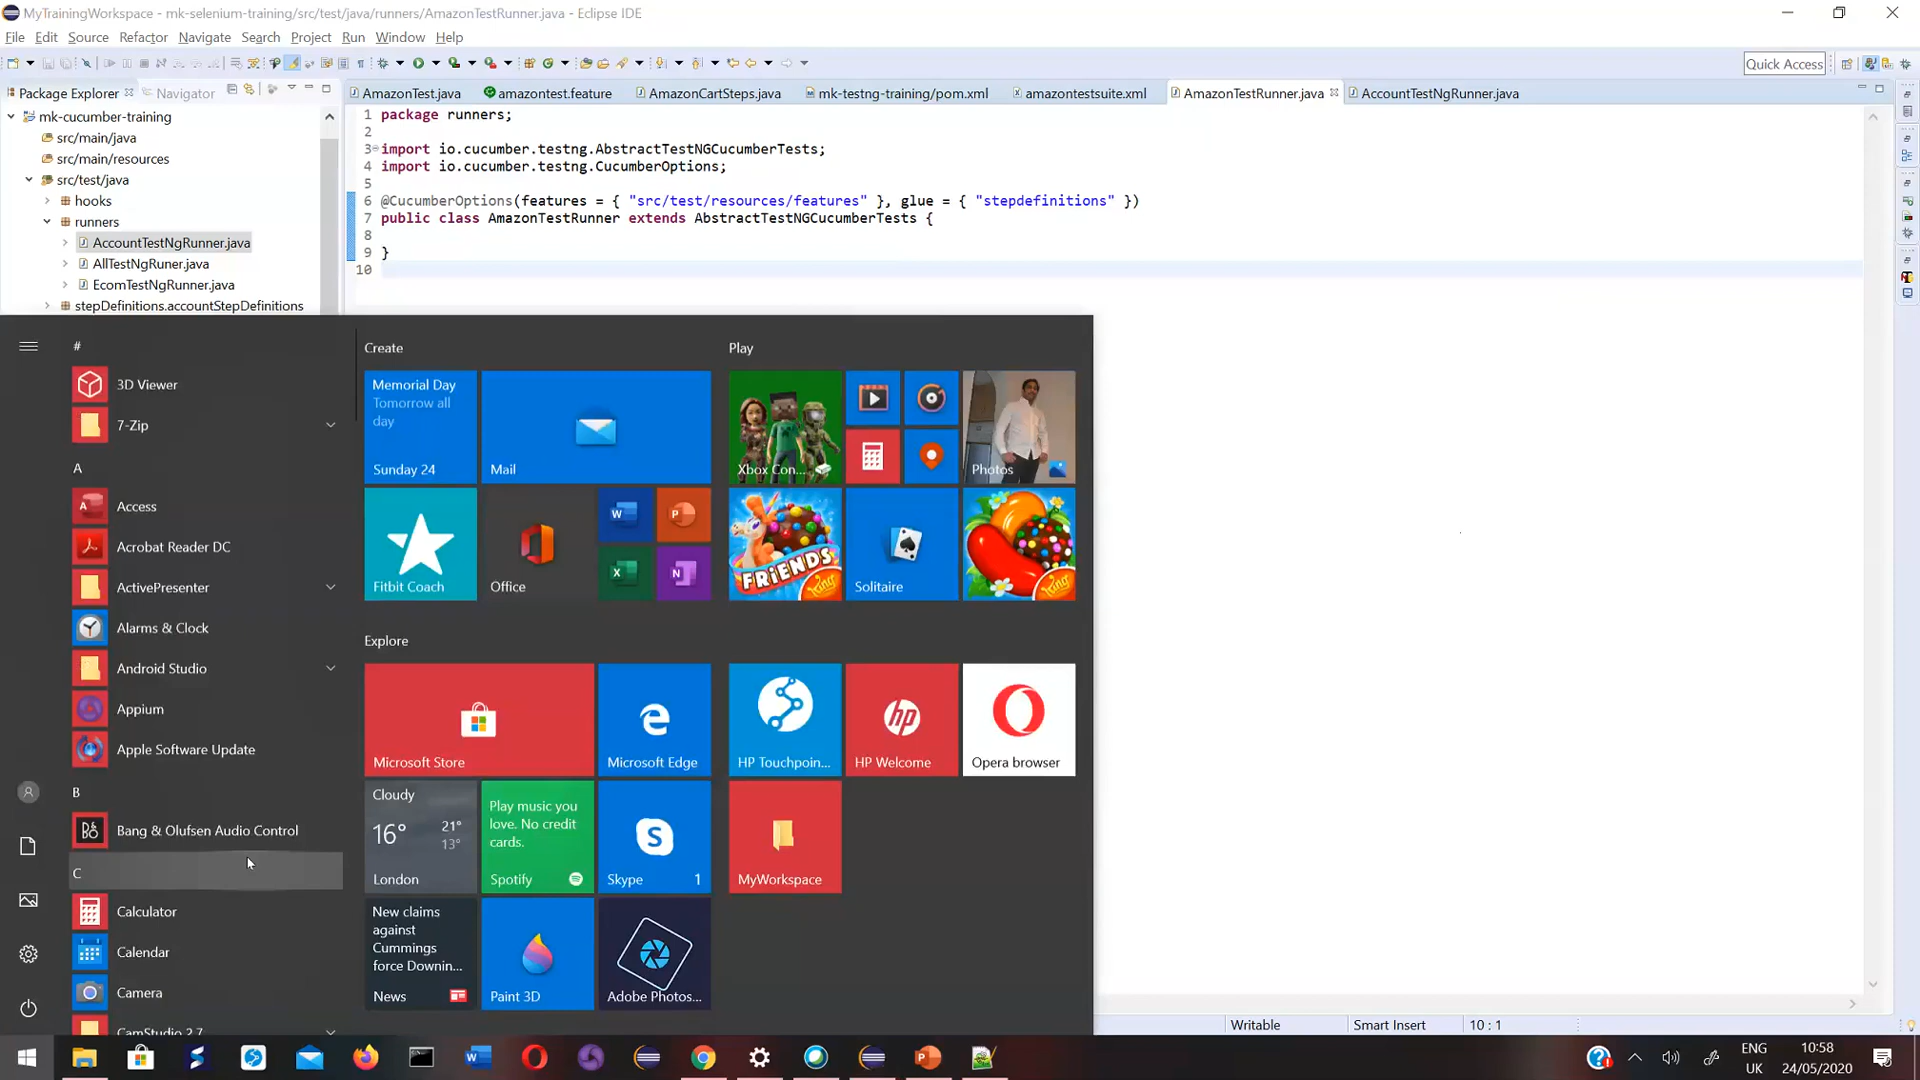 MyTrainingWorkspace - mk-selenium-training/src/test/java/runners/AmazonTestRunner.java - Eclipse IDE
File Edit Source Refactor Navigate Search Project Run Window Help
Quick Access
Package Explorer Navigator
AmazonTest.java amazontest.feature AmazonCartSteps.java mk-testng-training/pom.xml amazontestsuite.xml AmazonTestRunner.java AccountTestNgRunner.java
mk-cucumber-training
src/main/java
src/main/resources
src/test/java
hooks
runners
AccountTestNgRunner.java
AllTestNgRuner.java
EcomTestNgRunner.java
stepDefinitions.accountStepDefinitions
1 package runners;
2
3 import io.cucumber.testng.AbstractTestNGCucumberTests;
4 import io.cucumber.testng.CucumberOptions;
5
6 @CucumberOptions(features = { "src/test/resources/features" }, glue = { "stepdefinitions" })
7 public class AmazonTestRunner extends AbstractTestNGCucumberTests {
8
9 }
10
#
3D Viewer
7-Zip
A
Access
Acrobat Reader DC
ActivePresenter
Alarms & Clock
Android Studio
Appium
Apple Software Update
B
Bang & Olufsen Audio Control
C
Calculator
Calendar
Camera
CamStudio 2.7
Create
Memorial Day
Tomorrow all
day
Sunday 24
Mail
Fitbit Coach
Office
Play
Xbox Con...
Photos
FRIENDS
King
Solitaire
King
Explore
Microsoft Store
Microsoft Edge
HP Touchpoin...
hp
HP Welcome
Opera browser
Cloudy
16° 21°
13°
London
Play music you
love. No credit
cards.
Spotify
Skype 1
MyWorkspace
New claims
against
Cummings
force Downin...
News
Paint 3D
Adobe Photos...
Writable Smart Insert 10 : 1
ENG
UK
10:58
24/05/2020